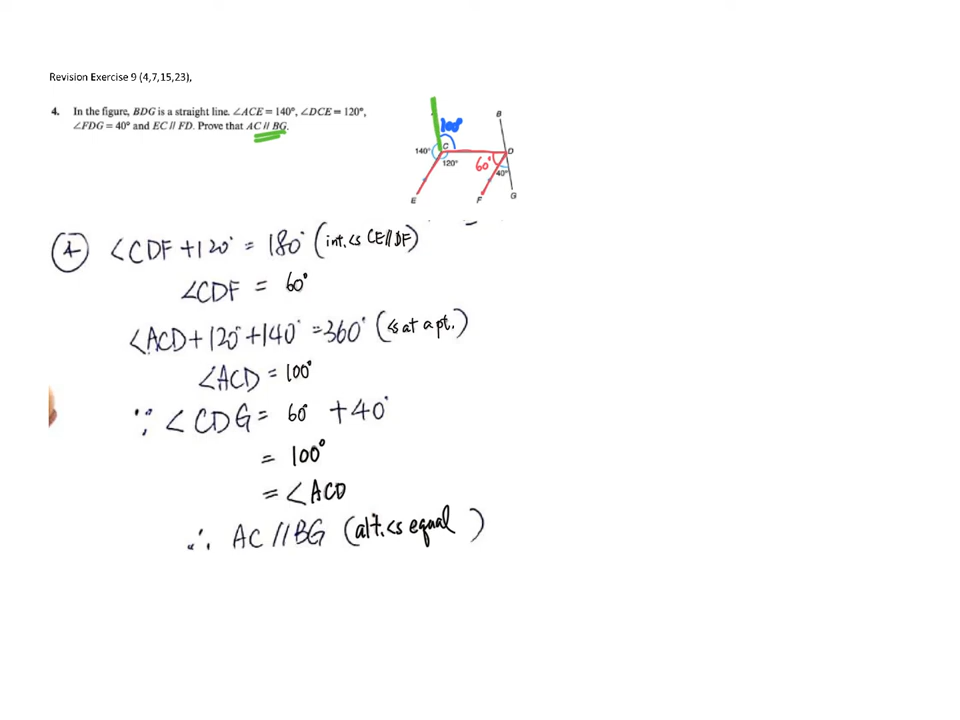 Revision Exercise 9 (4,7,15,23),
4. In the figure, BDG is a straight line. ∠ACE = 140°, ∠DCE = 120°,
∠FDG = 40° and EC // FD. Prove that AC // BG.
B
100°
140°
C
D
120°
60°
40°
E
F
G
4
∠CDF + 120° = 180° (int.∠s CE//DF)
∠CDF = 60°
∠ACD + 120° + 140° = 360° (∠s at a pt.)
∠ACD = 100°
∵ ∠CDG = 60° + 40°
= 100°
= ∠ACD
∴ AC // BG (alt.∠s equal )